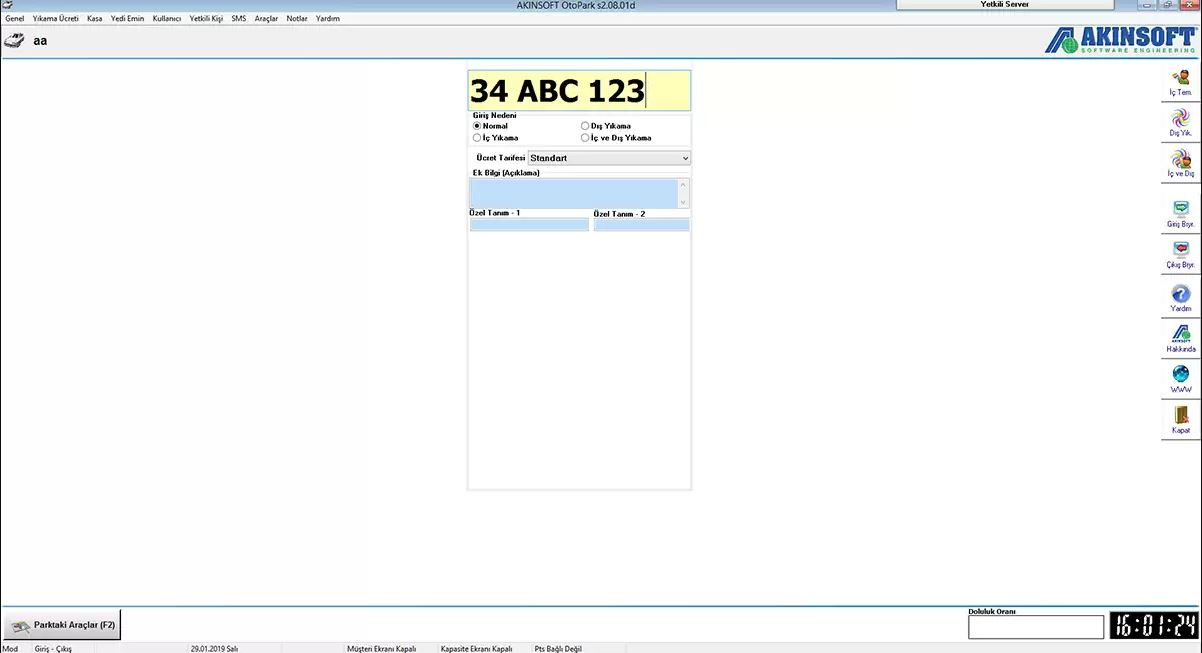 AKINSOFT OtoPark s2.08.01d
Yetkili Server
Genel Yıkama Ücreti Kasa Yedi Emin Kullanıcı Yetkili Kişi SMS Araçlar Notlar Yardım
aa
AKINSOFT
SOFTWARE ENGINEERING
34 ABC 123
Giriş Nedeni
Normal Dış Yıkama
İç Yıkama İç ve Dış Yıkama
Ücret Tarifesi Standart
Ek Bilgi (Açıklama)
Özel Tanım - 1 Özel Tanım - 2
İç Tem.
Dış Yık.
İç ve Dış
Giriş Bryr.
Çıkış Bryr.
Yardım
AKINSOFT
Hakkında
WWW
Kapat
Parktaki Araçlar (F2)
Doluluk Oranı
16:01:24
Mod Giriş - Çıkış 29.01.2019 Salı Müşteri Ekranı Kapalı Kapasite Ekranı Kapalı Pts Bağlı Değil